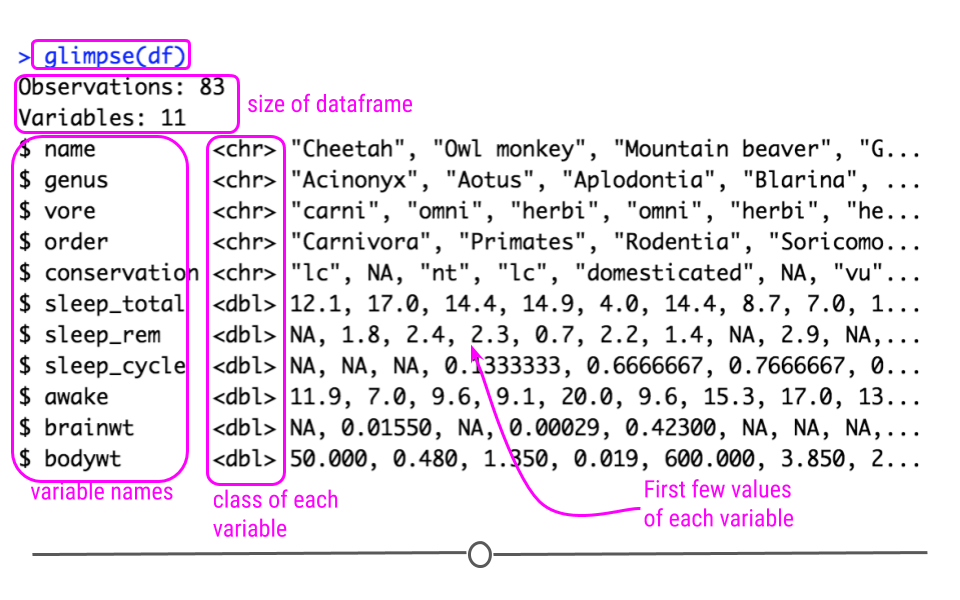 > glimpse(df)
Observations: 83
Variables: 11
size of dataframe
$ name         <chr> "Cheetah", "Owl monkey", "Mountain beaver", "G...
$ genus        <chr> "Acinonyx", "Aotus", "Aplodontia", "Blarina", ...
$ vore         <chr> "carni", "omni", "herbi", "omni", "herbi", "he...
$ order        <chr> "Carnivora", "Primates", "Rodentia", "Soricomo...
$ conservation <chr> "lc", NA, "nt", "lc", "domesticated", NA, "vu"...
$ sleep_total  <dbl> 12.1, 17.0, 14.4, 14.9, 4.0, 14.4, 8.7, 7.0, 1...
$ sleep_rem    <dbl> NA, 1.8, 2.4, 2.3, 0.7, 2.2, 1.4, NA, 2.9, NA,...
$ sleep_cycle  <dbl> NA, NA, NA, 0.1333333, 0.6666667, 0.7666667, 0...
$ awake        <dbl> 11.9, 7.0, 9.6, 9.1, 20.0, 9.6, 15.3, 17.0, 13...
$ brainwt      <dbl> NA, 0.01550, NA, 0.00029, 0.42300, NA, NA, NA,...
$ bodywt       <dbl> 50.000, 0.480, 1.350, 0.019, 600.000, 3.850, 2...
variable names
class of each
variable
First few values
of each variable